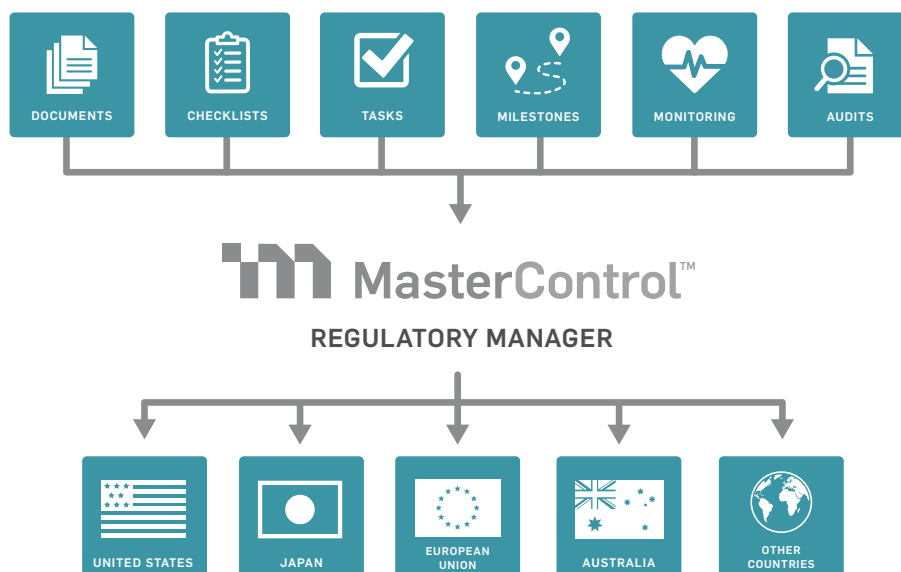 DOCUMENTS
CHECKLISTS
TASKS
MILESTONES
MONITORING
AUDITS
MasterControl™
REGULATORY MANAGER
UNITED STATES
JAPAN
EUROPEAN
UNION
AUSTRALIA
OTHER
COUNTRIES